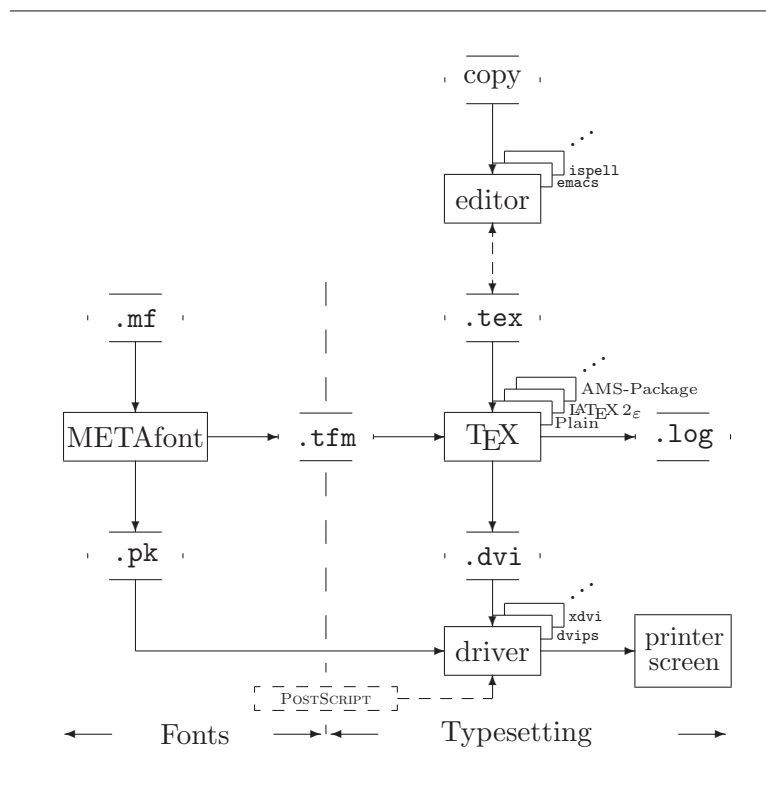 copy
...
ispell
emacs
editor
.mf
.tex
...
AMS-Package
LATEX 2ε
Plain
METAfont
.tfm
TEX
.log
.pk
.dvi
...
xdvi
dvips
driver
printer
screen
POSTSCRIPT
Fonts
Typesetting